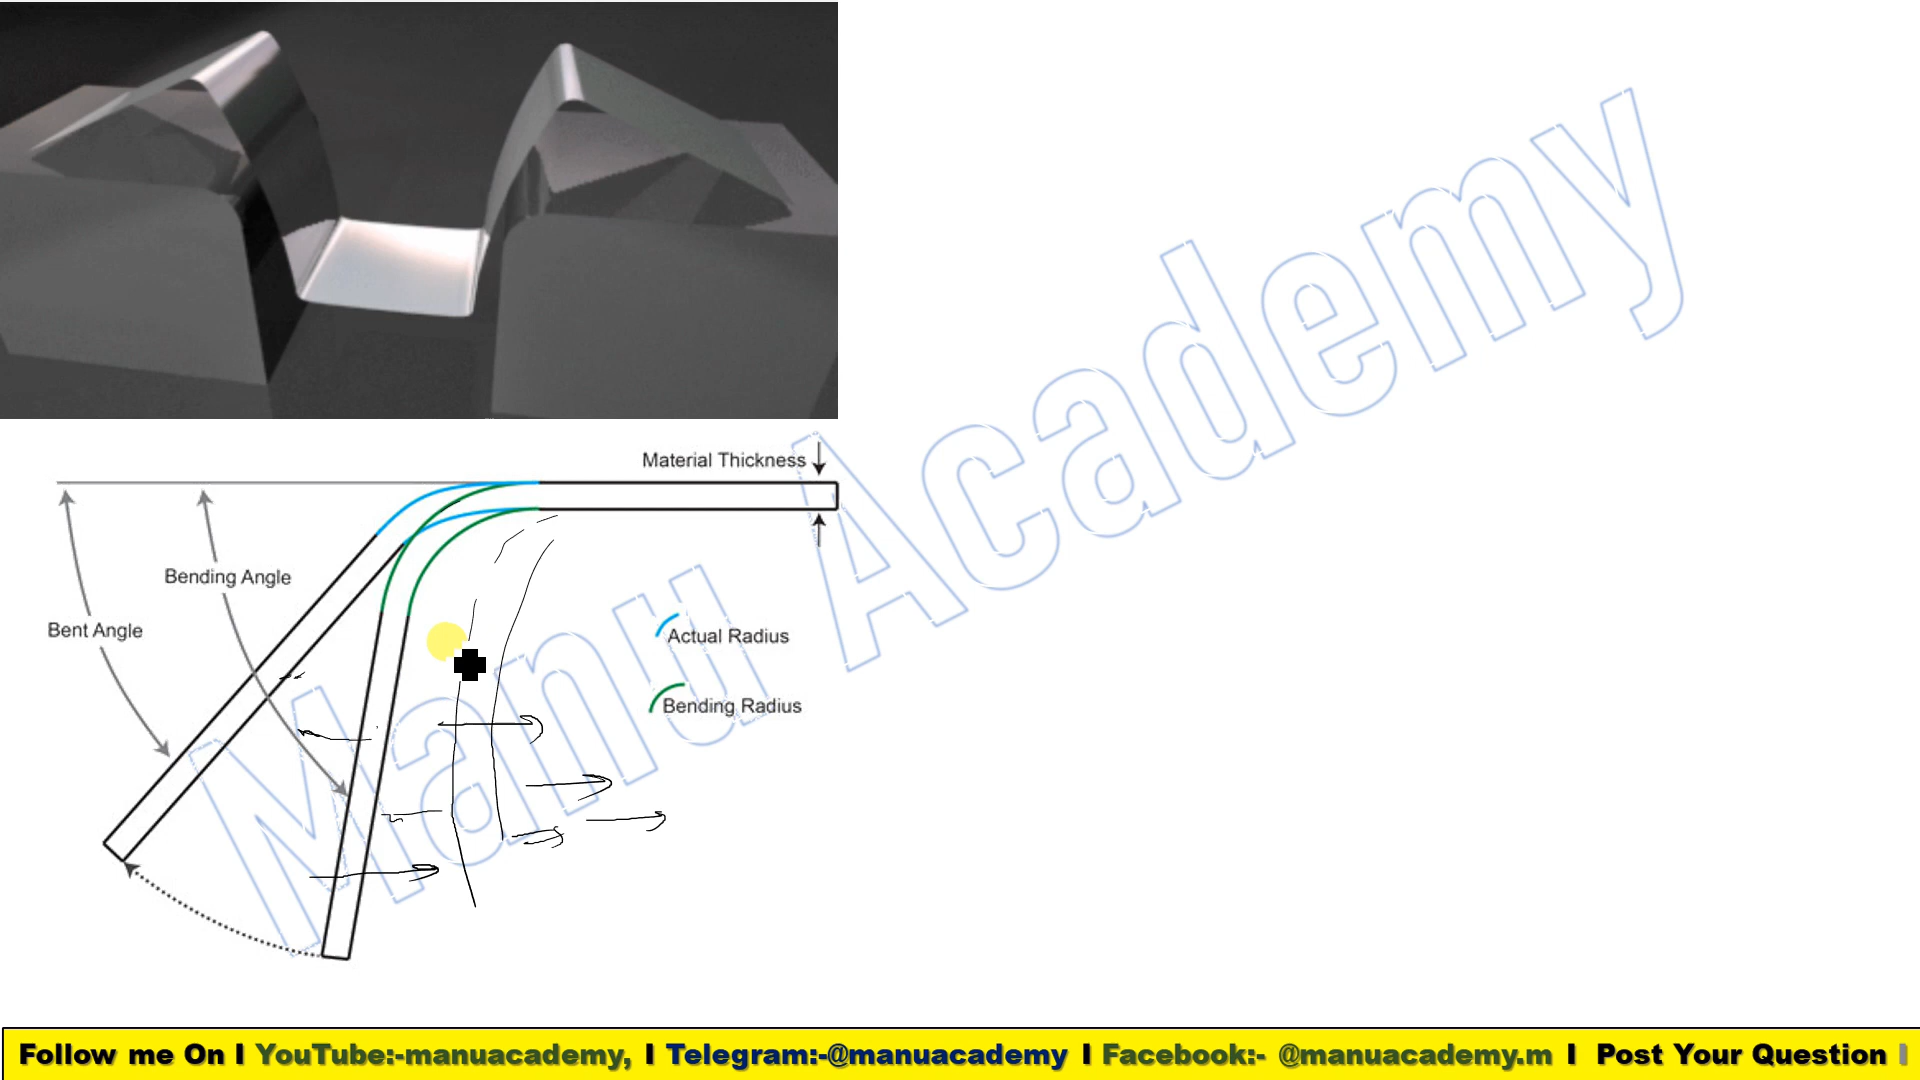 Material Thickness
Bending Angle
Bent Angle
Actual Radius
Bending Radius
Manu Academy
Follow me On I YouTube:-manuacademy, I Telegram:-@manuacademy I Facebook:- @manuacademy.m I Post Your Question I